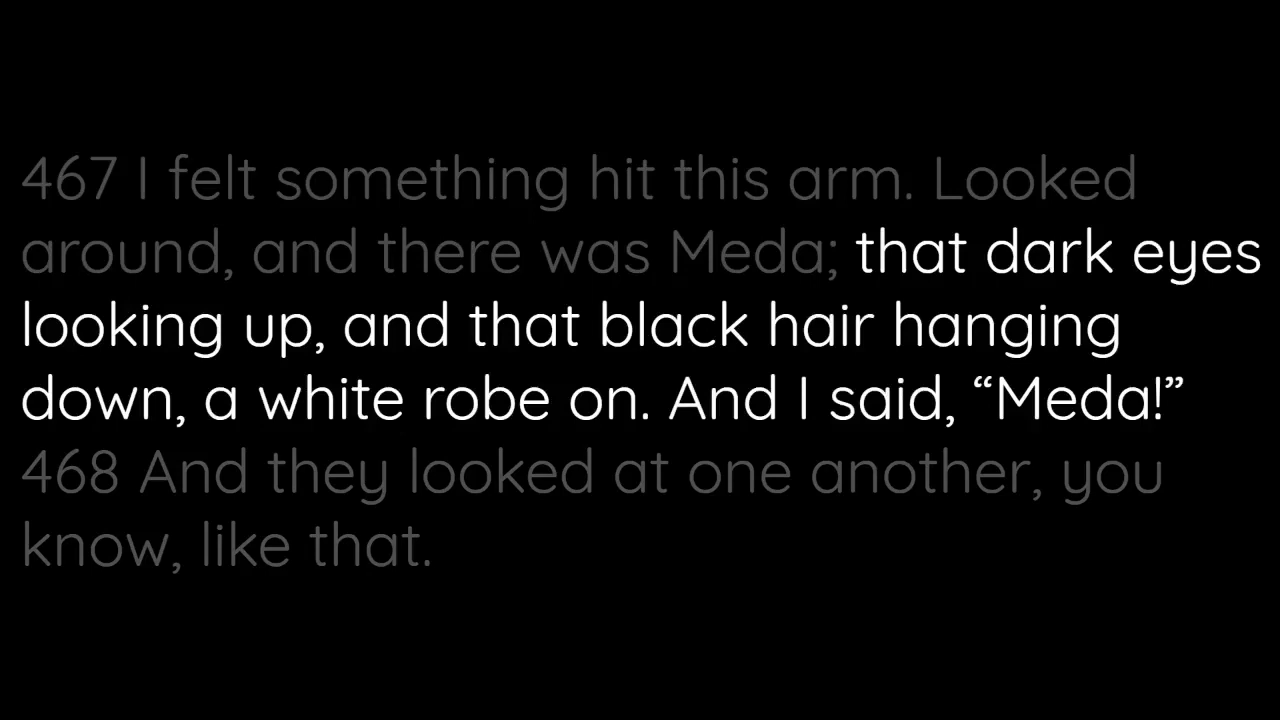 467 I felt something hit this arm. Looked
around, and there was Meda; that dark eyes
looking up, and that black hair hanging
down, a white robe on. And I said, “Meda!”
468 And they looked at one another, you
know, like that.